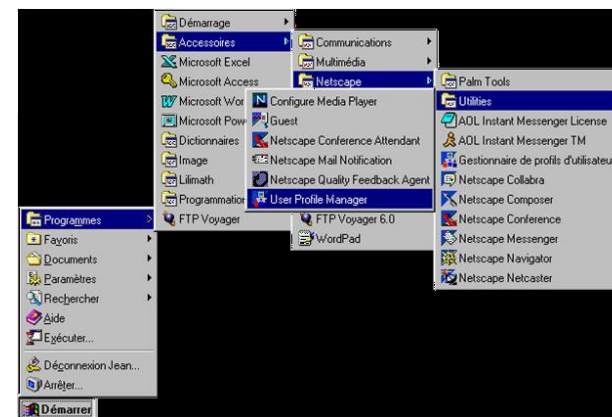 Démarrage
Accessoires
Microsoft Excel
Microsoft Access
Microsoft Wor
Microsoft Pow
Dictionnaires
Image
Lilimath
Programmation
FTP Voyager
Communications
Multimédia
Netscape
FTP Voyager 6.0
WordPad
Configure Media Player
Guest
Netscape Conference Attendant
Netscape Mail Notification
Netscape Quality Feedback Agent
User Profile Manager
Palm Tools
Utilities
AOL Instant Messenger License
AOL Instant Messenger TM
Gestionnaire de profils d'utilisateu
Netscape Collabra
Netscape Composer
Netscape Conference
Netscape Messenger
Netscape Navigator
Netscape Netcaster
Programmes
Favoris
Documents
Paramètres
Rechercher
Aide
Exécuter...
Déconnexion Jean...
Arrêter...
Démarrer